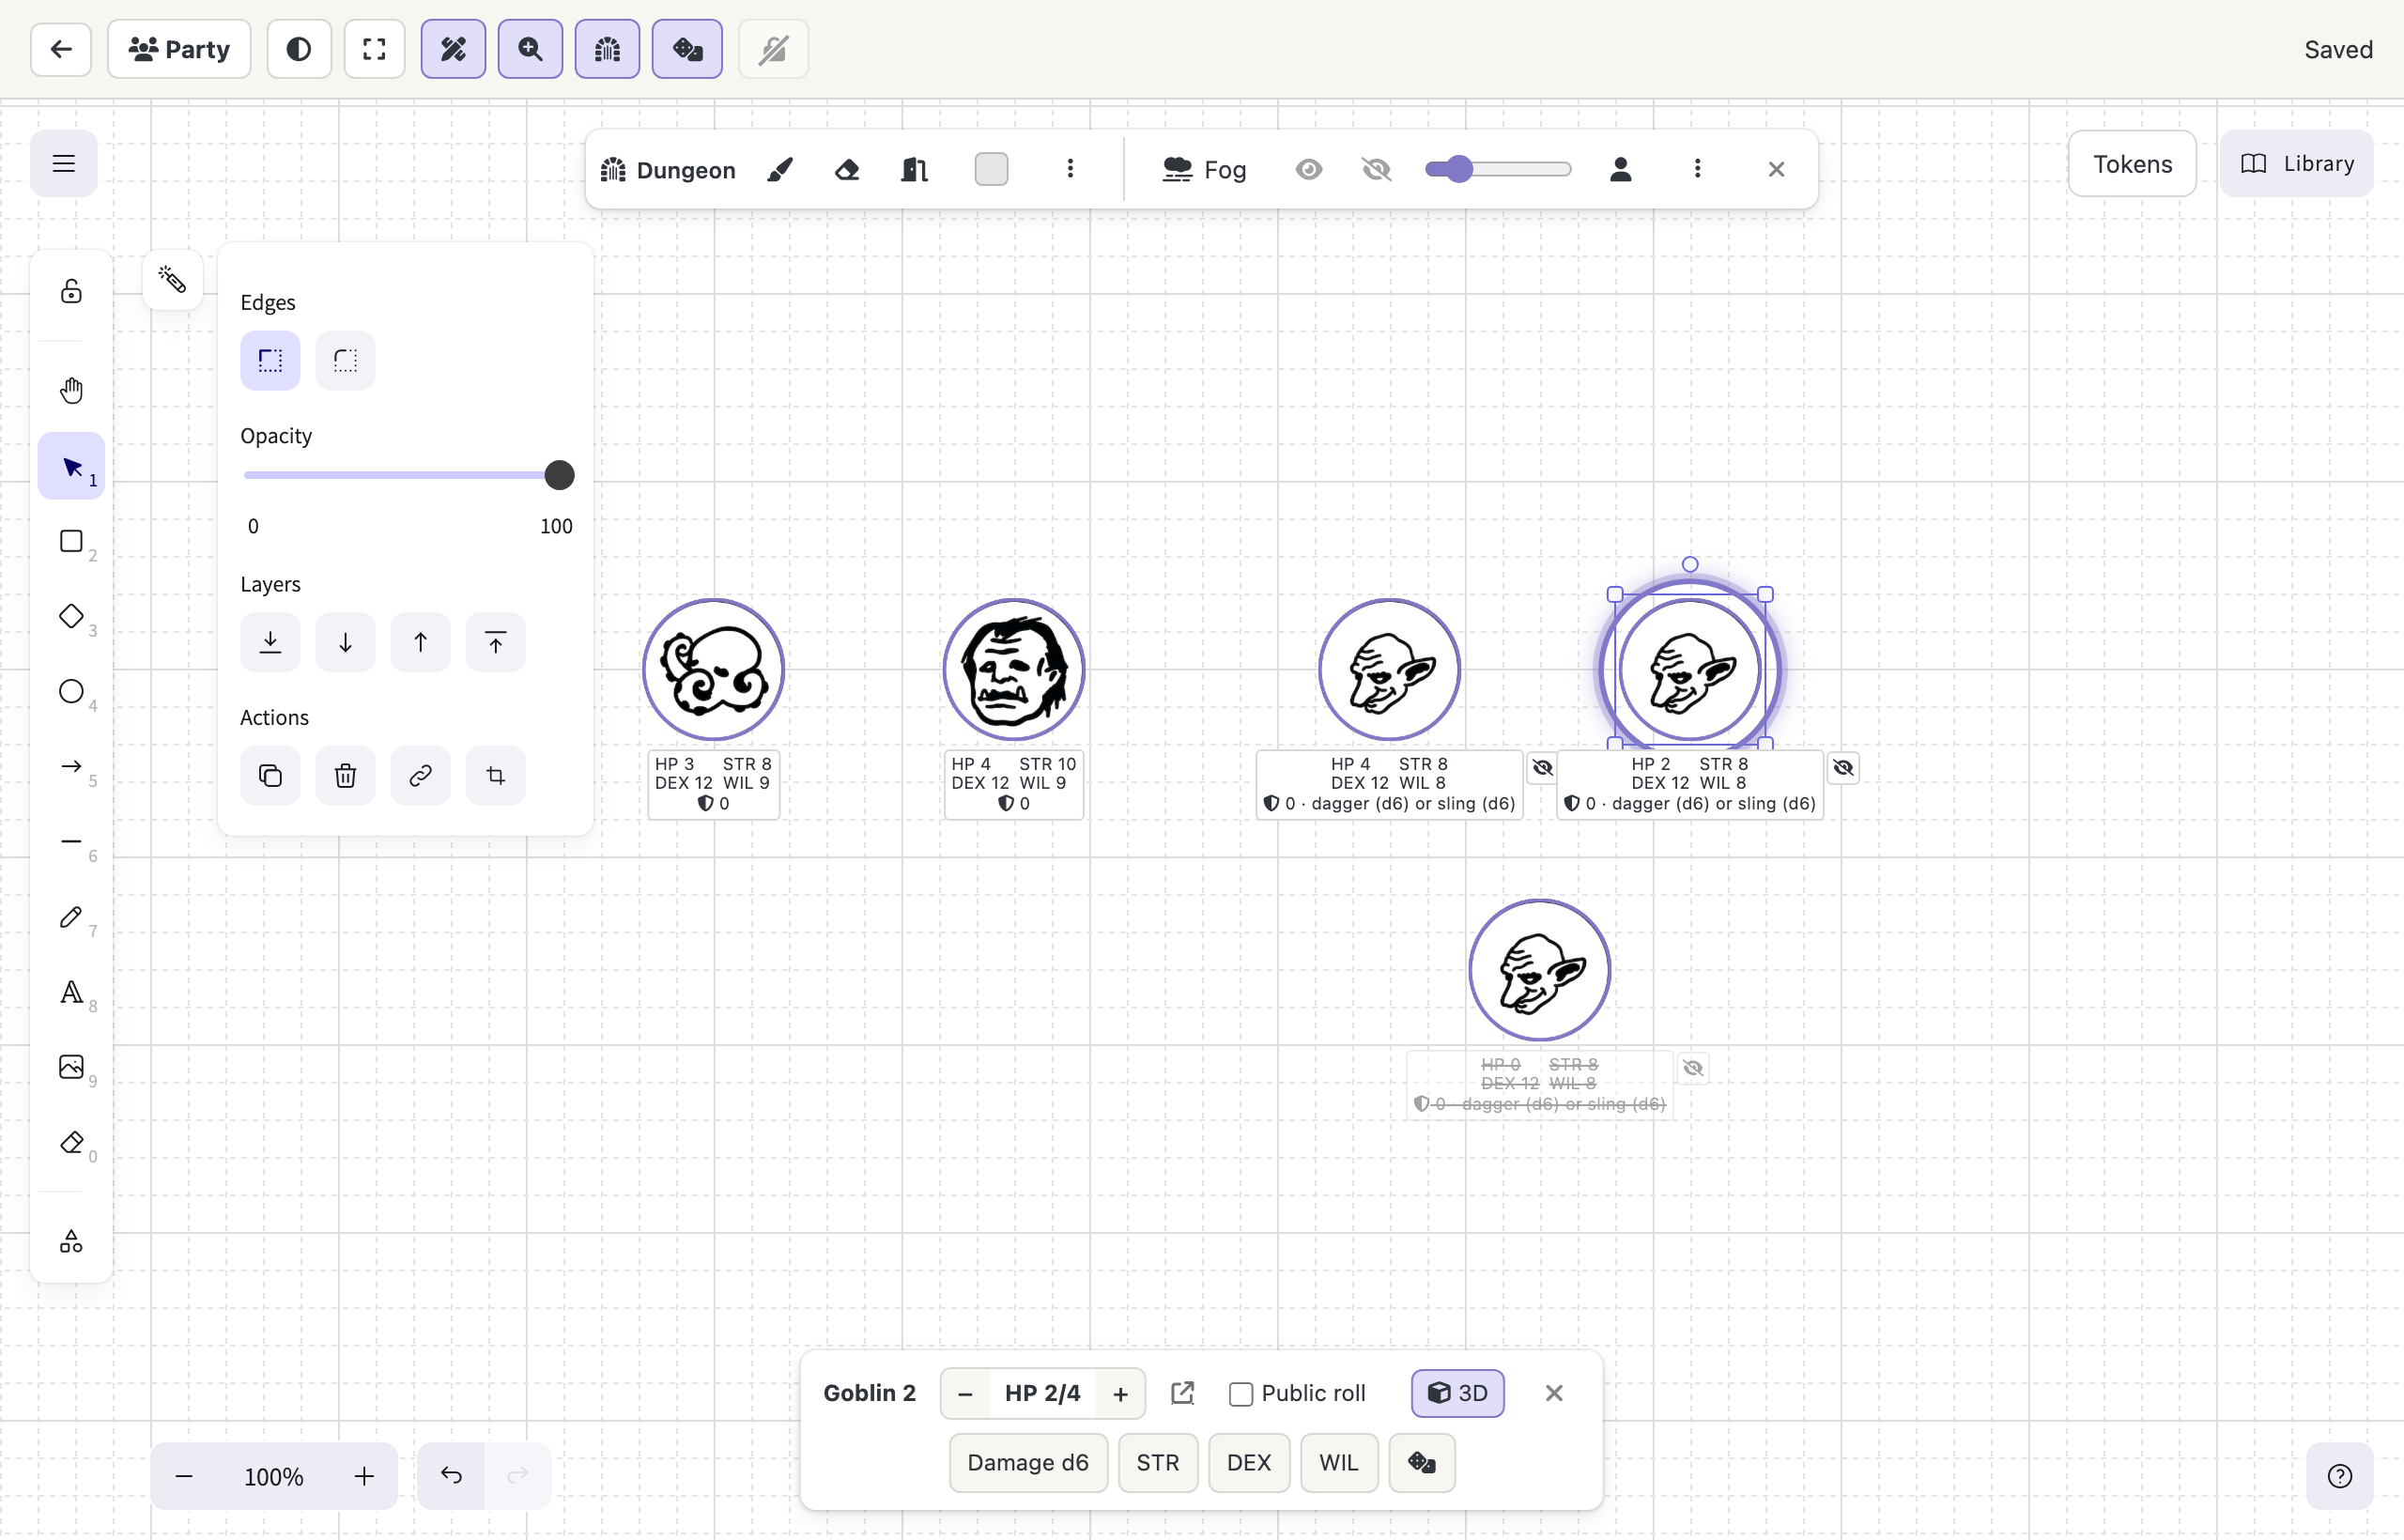 Party
Saved
Dungeon
Fog
Tokens
Library
Edges
Opacity
0 100
Layers
Actions
1
2
3
4
5
6
7
8
9
0
HP 3 STR 8
DEX 12 WIL 9
0
HP 4 STR 10
DEX 12 WIL 9
0
HP 4 STR 8
DEX 12 WIL 8
0 · dagger (d6) or sling (d6)
HP 2 STR 8
DEX 12 WIL 8
0 · dagger (d6) or sling (d6)
HP 0 STR 8
DEX 12 WIL 8
0 · dagger (d6) or sling (d6)
Goblin 2 − HP 2/4 + Public roll 3D
Damage d6 STR DEX WIL
− 100% +